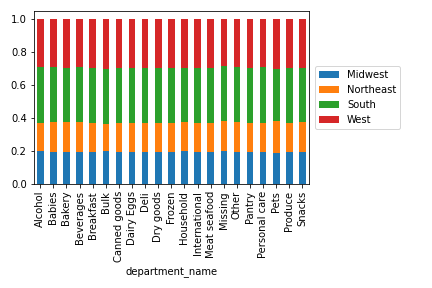 1.0
0.8
0.6
0.4
0.2
0.0
Midwest
Northeast
South
West
Alcohol
Babies
Bakery
Beverages
Breakfast
Bulk
Canned goods
Dairy Eggs
Deli
Dry goods
Frozen
Household
International
Meat seafood
Missing
Other
Pantry
Personal care
Pets
Produce
Snacks
department_name